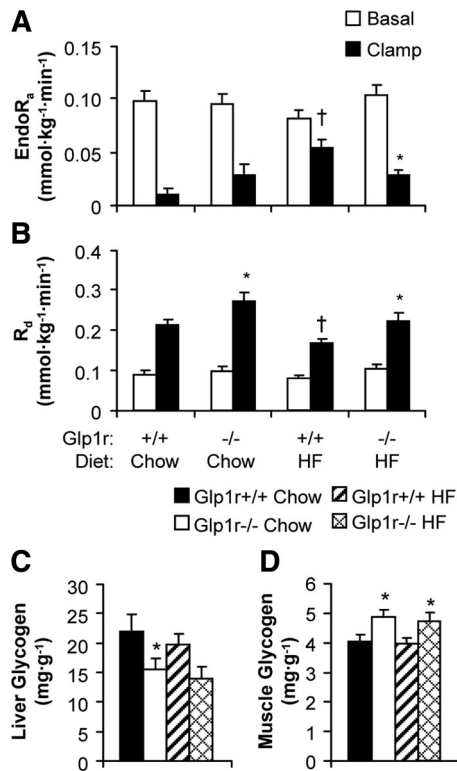 A
Basal
Clamp
EndoRa
(mmol·kg-1·min-1)
0.15
0.10
0.05
0
†
*
B
Rd
(mmol·kg-1·min-1)
0.4
0.3
0.2
0.1
0
*
†
*
Glp1r: +/+ -/- +/+ -/-
Diet: Chow Chow HF HF
Glp1r+/+ Chow Glp1r+/+ HF
Glp1r-/- Chow Glp1r-/- HF
C
Liver Glycogen
(mg·g-1)
30
25
20
15
10
5
0
*
D
Muscle Glycogen
(mg·g-1)
6
5
4
3
2
1
0
*
*